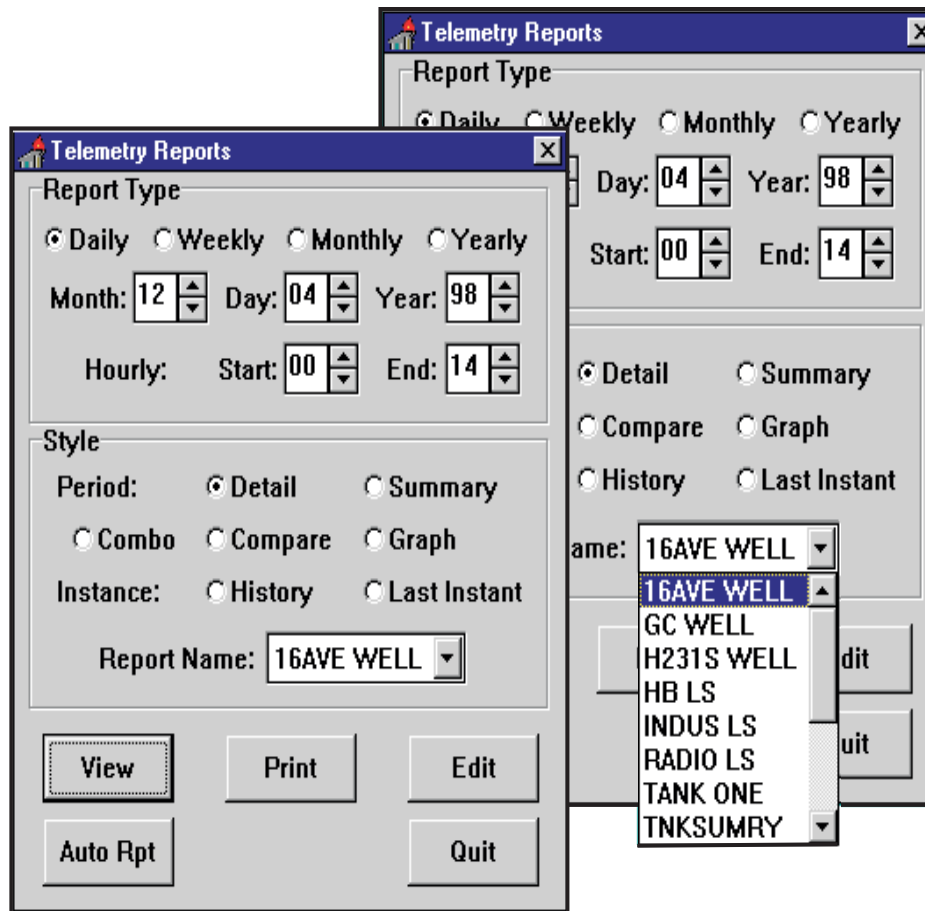 Telemetry Reports
Report Type
Daily Weekly Monthly Yearly
Day: 04 Year: 98
Start: 00 End: 14
Detail Summary
Compare Graph
History Last Instant
ame: 16AVE WELL
16AVE WELL
GC WELL
H231S WELL
HB LS
INDUS LS
RADIO LS
TANK ONE
TNKSUMRY
dit
uit
Telemetry Reports
Report Type
Daily Weekly Monthly Yearly
Month: 12 Day: 04 Year: 98
Hourly: Start: 00 End: 14
Style
Period: Detail Summary
Combo Compare Graph
Instance: History Last Instant
Report Name: 16AVE WELL
View Print Edit
Auto Rpt Quit